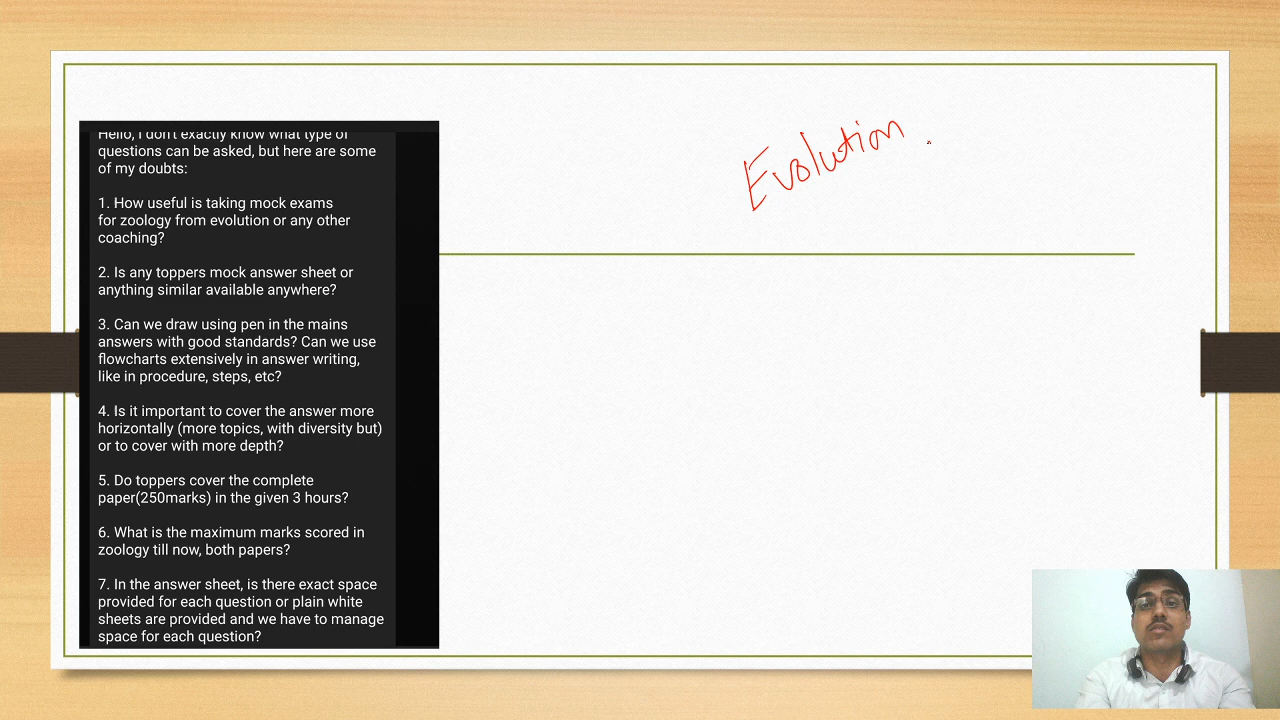 Hello, I don't exactly know what type of
questions can be asked, but here are some
of my doubts:
1. How useful is taking mock exams
for zoology from evolution or any other
coaching?
2. Is any toppers mock answer sheet or
anything similar available anywhere?
3. Can we draw using pen in the mains
answers with good standards? Can we use
flowcharts extensively in answer writing,
like in procedure, steps, etc?
4. Is it important to cover the answer more
horizontally (more topics, with diversity but)
or to cover with more depth?
5. Do toppers cover the complete
paper(250marks) in the given 3 hours?
6. What is the maximum marks scored in
zoology till now, both papers?
7. In the answer sheet, is there exact space
provided for each question or plain white
sheets are provided and we have to manage
space for each question?
Evolution